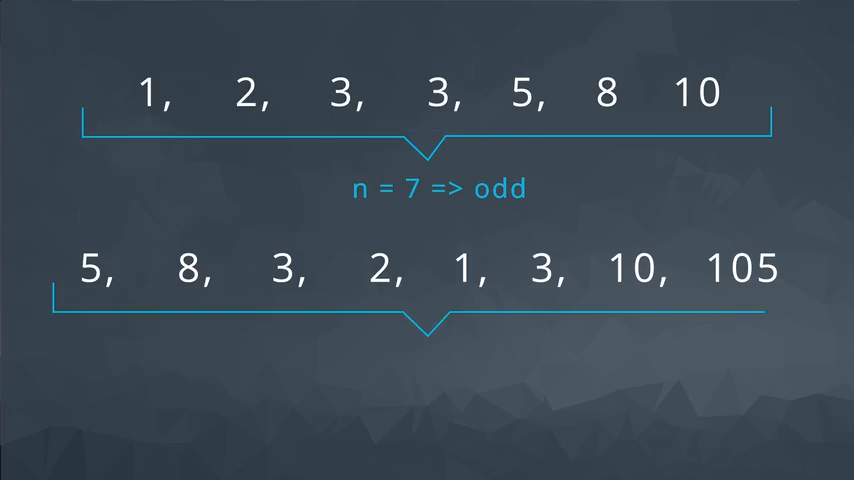 1, 2, 3, 3, 5, 8 10
n = 7 => odd
5, 8, 3, 2, 1, 3, 10, 105